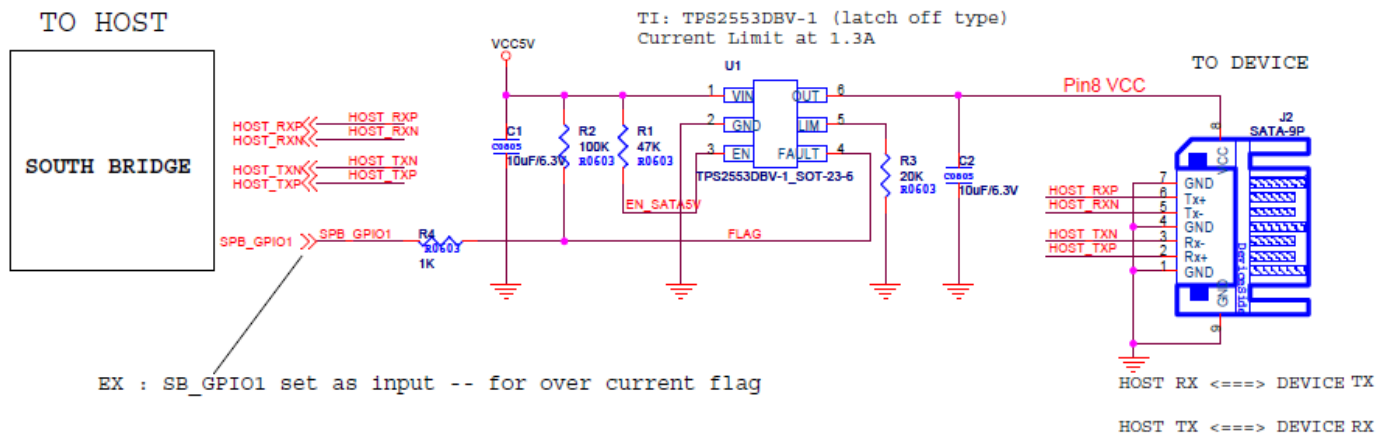 TO HOST
SOUTH BRIDGE
HOST_RXP
HOST_RXP
HOST_RXN
HOST_RXN
HOST_TXN
HOST_TXN
HOST_TXP
HOST_TXP
SPB_GPIO1
SPB_GPIO1
R4
R0603
1K
VCC5V
C1
C0805
10uF/6.3V
R2
100K
R0603
R1
47K
R0603
EN_SATA5V
FLAG
TI: TPS2553DBV-1 (latch off type)
Current Limit at 1.3A
U1
1
VIN
OUT
6
2
GND
LIM
5
3
EN
FAULT
4
TPS2553DBV-1_SOT-23-6
R3
20K
R0603
C2
C0805
10uF/6.3V
Pin8 VCC
TO DEVICE
J2
SATA-9P
8
VCC
7
GND
HOST_RXP
6
Tx+
HOST_RXN
5
Tx-
4
GND
HOST_TXN
3
Rx-
HOST_TXP
2
Rx+
1
GND
DeviceSide
GND
9
EX : SB_GPIO1 set as input -- for over current flag
HOST RX <===> DEVICE TX
HOST TX <===> DEVICE RX